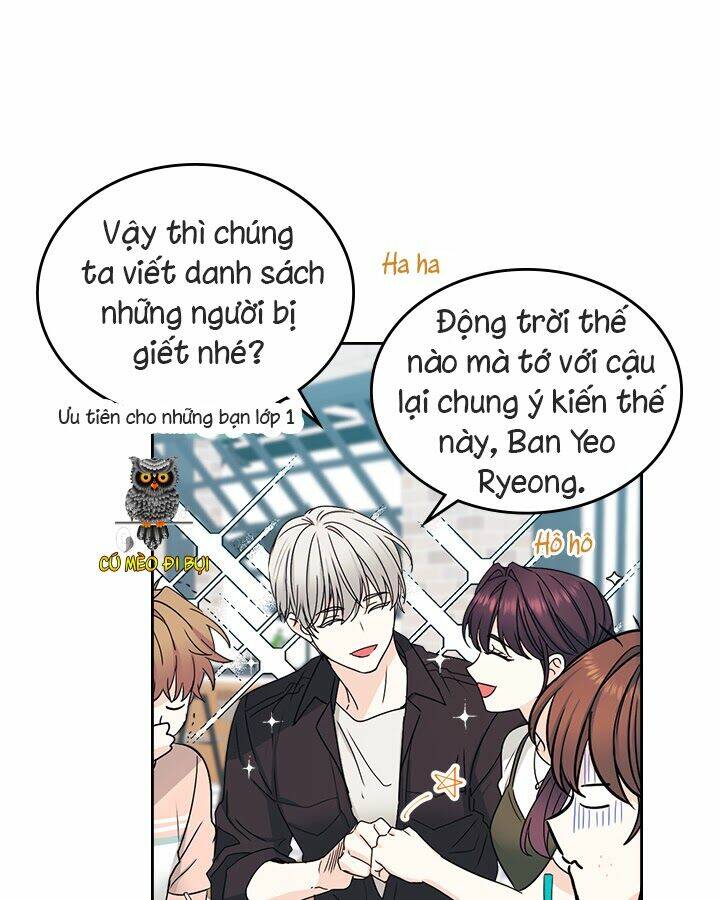 Vậy thì chúng
ta viết danh sách
những người bị
giết nhé?
Ha ha
Động trời thế
nào mà tớ với cậu
lại chung ý kiến thế
này, Ban Yeo
Ryeong.
Ưu tiên cho những bạn lớp 1
Hô hô
CÚ MÈO ĐI BỤI